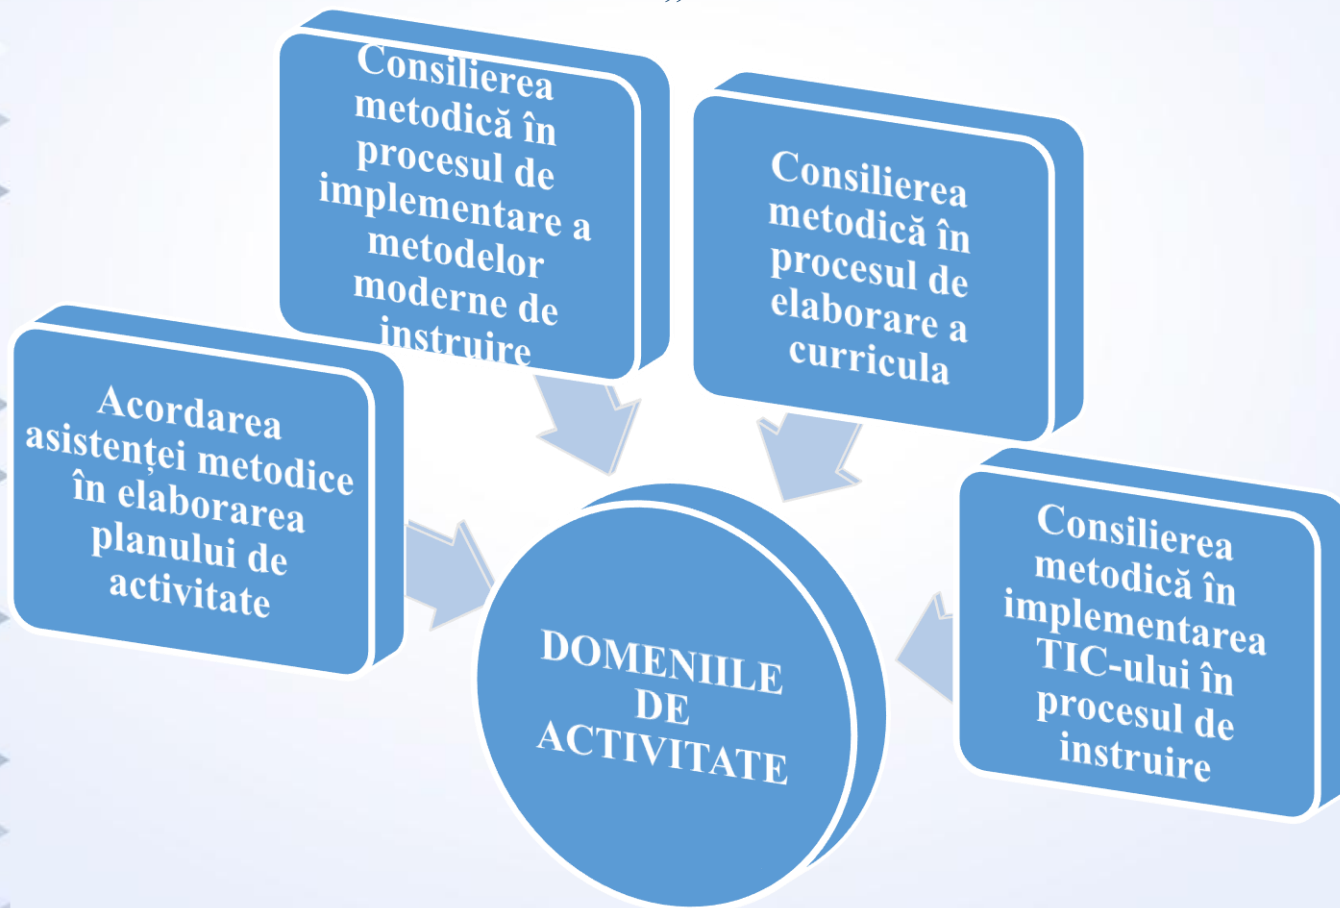 „
Consilierea
metodică în
procesul de
implementare a
metodelor
moderne de
instruire
Consilierea
metodică în
procesul de
elaborare a
curricula
Acordarea
asistenței metodice
în elaborarea
planului de
activitate
Consilierea
metodică în
implementarea
TIC-ului în
procesul de
instruire
DOMENIILE
DE
ACTIVITATE